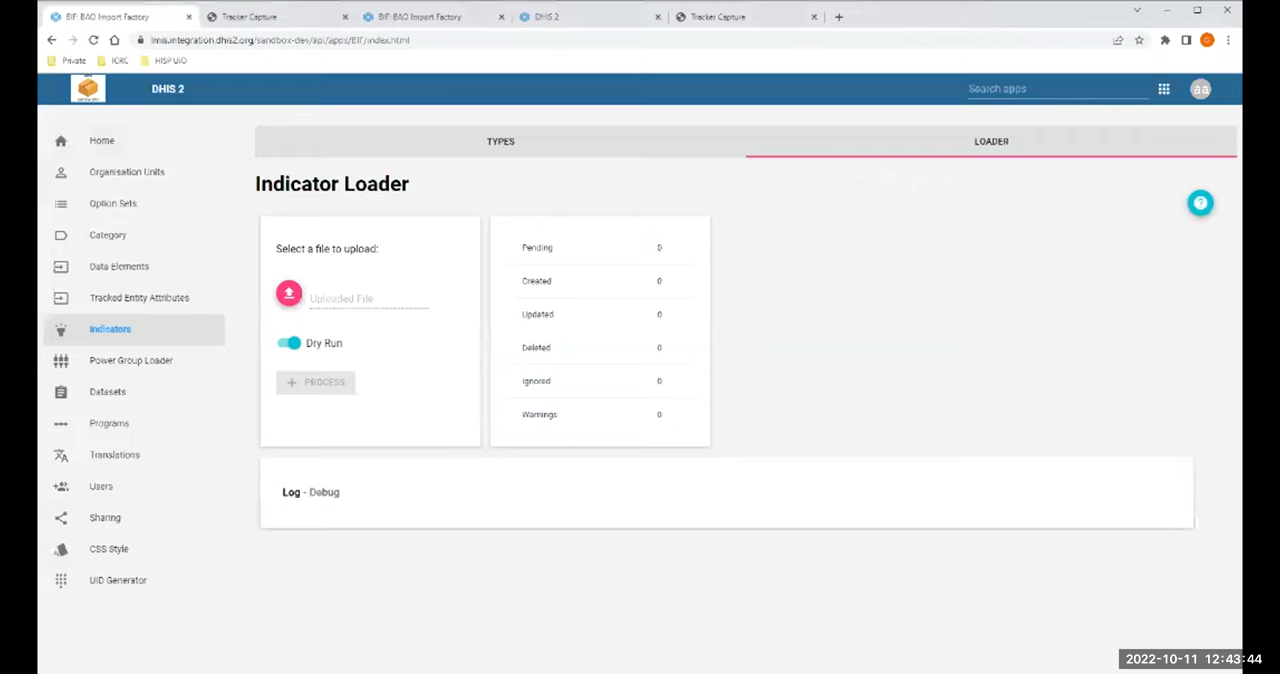 BIF: BAO Import Factory
Tracker Capture
BIF: BAO Import Factory
DHIS 2
Tracker Capture
lmis.integration.dhis2.org/sandbox-dev/api/apps/BIF/index.html
Private
ICRC
HISP UiO
DHIS 2
Search apps
aa
Home
Organisation Units
Option Sets
Category
Data Elements
Tracked Entity Attributes
Indicators
Power Group Loader
Datasets
Programs
Translations
Users
Sharing
CSS Style
UID Generator
TYPES
LOADER
Indicator Loader
Select a file to upload:
Uploaded File
Dry Run
+ PROCESS
Pending 0
Created 0
Updated 0
Deleted 0
Ignored 0
Warnings 0
Log - Debug
2022-10-11 12:43:44